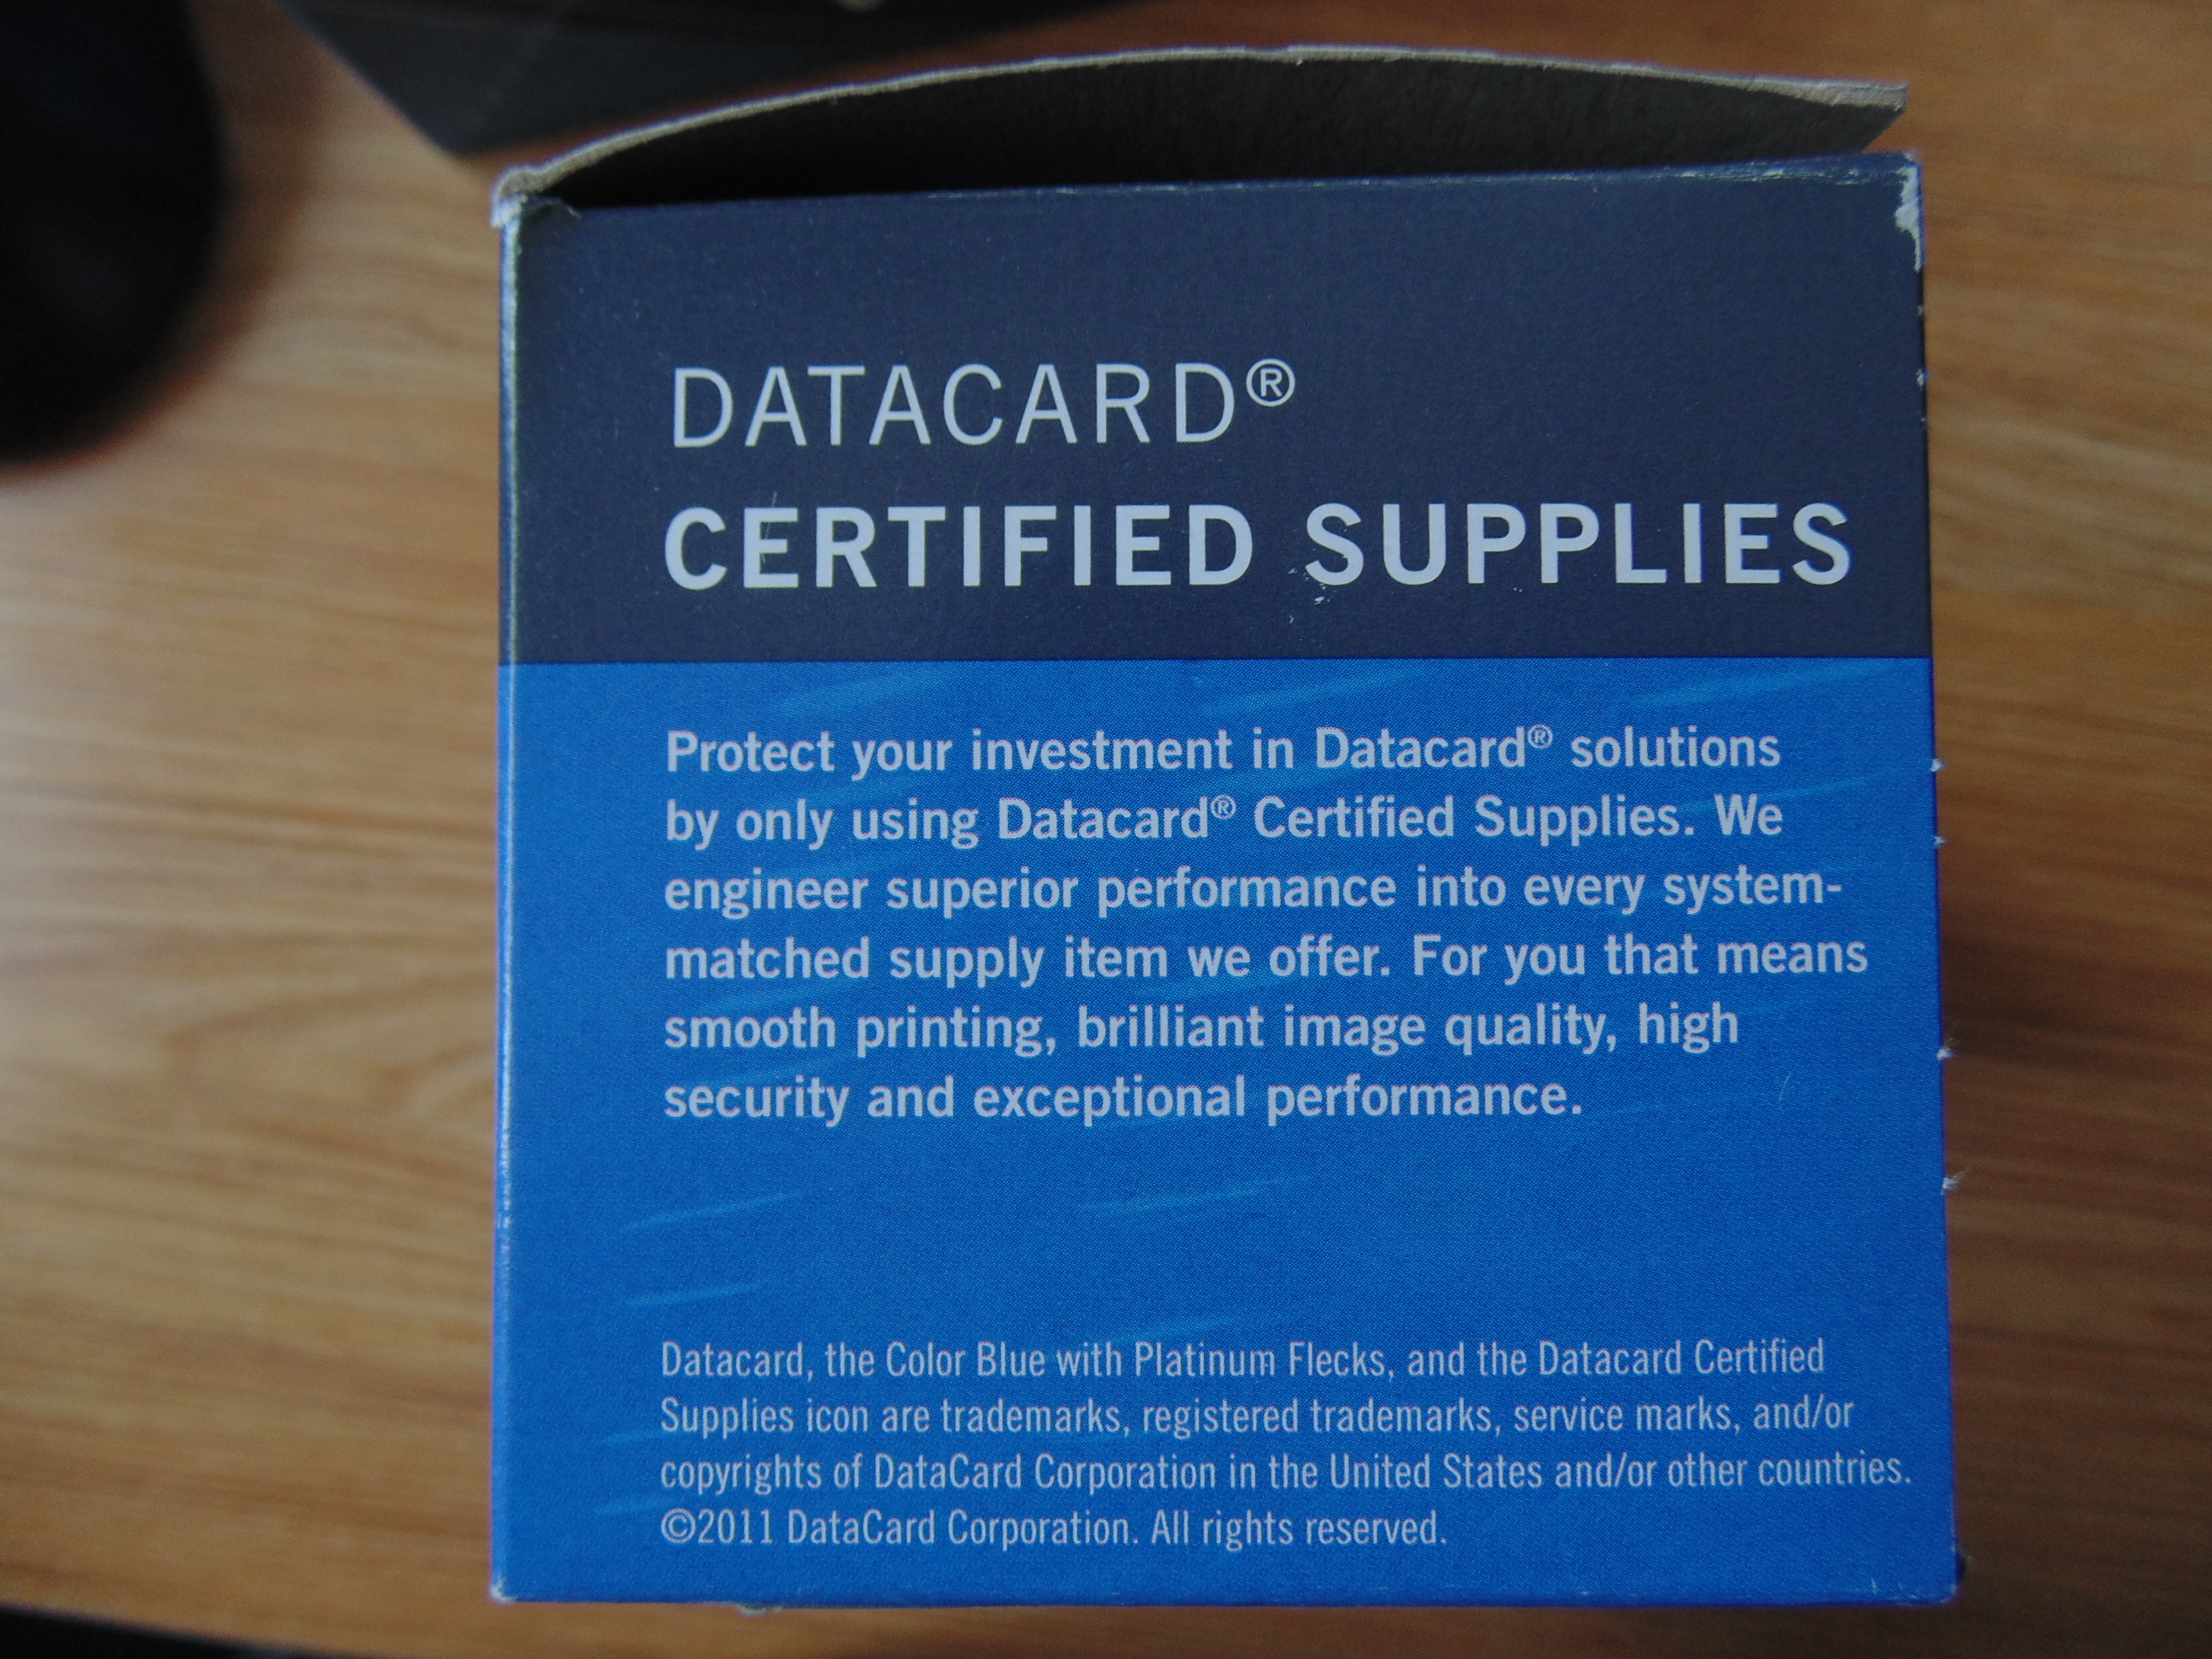 DATACARD®
CERTIFIED SUPPLIES
Protect your investment in Datacard® solutions
by only using Datacard® Certified Supplies. We
engineer superior performance into every system-
matched supply item we offer. For you that means
smooth printing, brilliant image quality, high
security and exceptional performance.
Datacard, the Color Blue with Platinum Flecks, and the Datacard Certified
Supplies icon are trademarks, registered trademarks, service marks, and/or
copyrights of DataCard Corporation in the United States and/or other countries.
©2011 DataCard Corporation. All rights reserved.